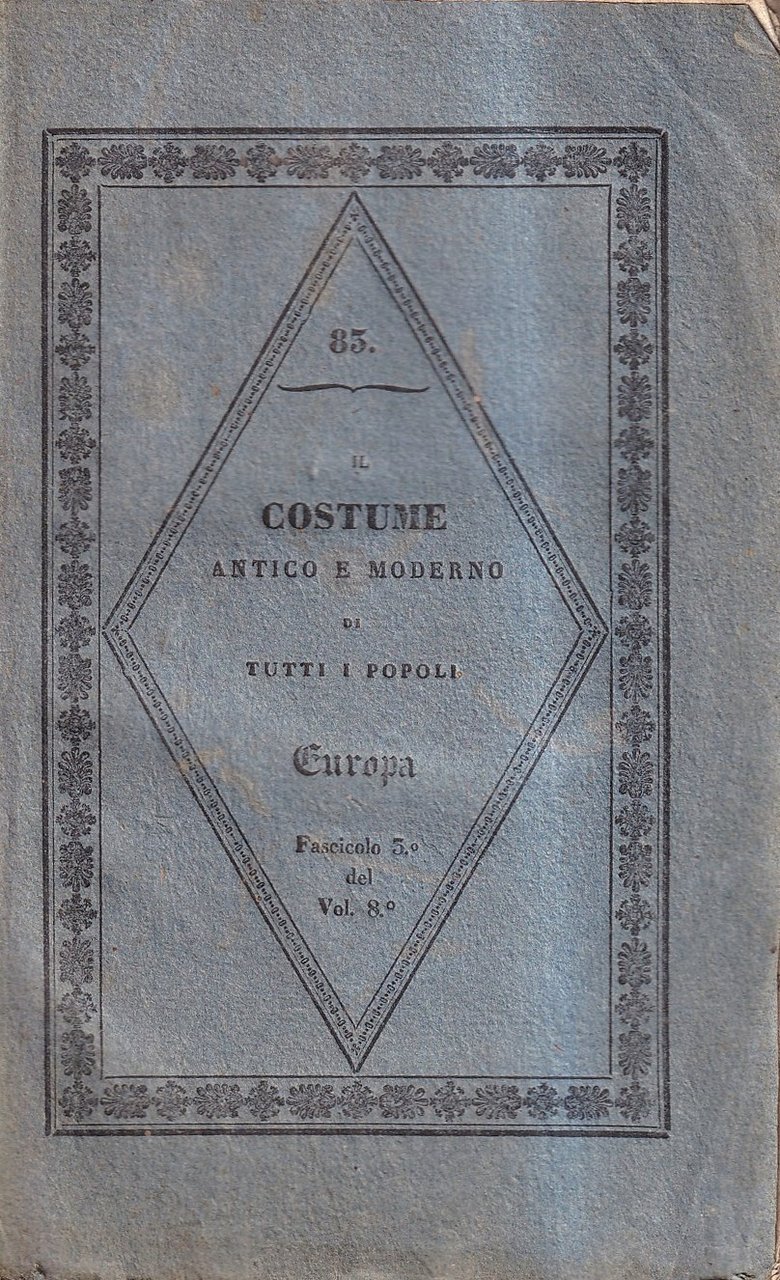 83.
IL
COSTUME
ANTICO E MODERNO
DI
TUTTI I POPOLI
Europa
Fascicolo 3.º
del
Vol. 8.º